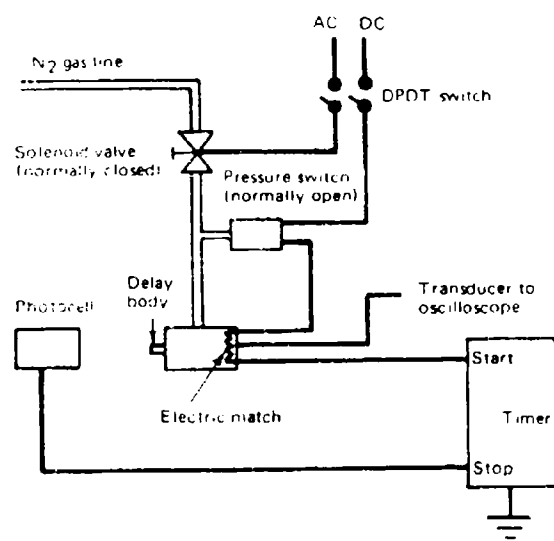 AC DC
N2 gas line
DPDT switch
Solenoid valve
(normally closed)
Pressure switch
(normally open)
Delay
body
Transducer to
oscilloscope
Photocell
Start
Electric match
Timer
Stop